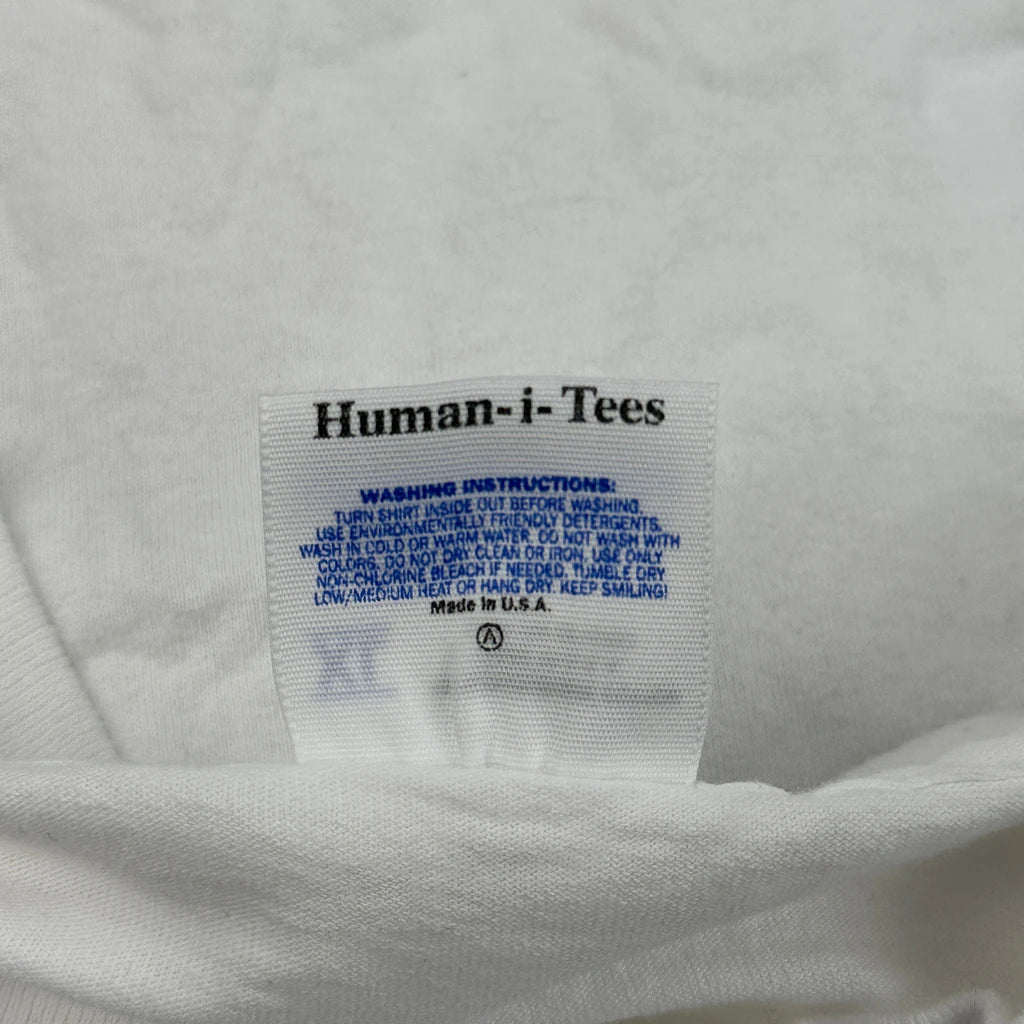 Human-i-Tees
WASHING INSTRUCTIONS:
TURN SHIRT INSIDE OUT BEFORE WASHING.
USE ENVIRONMENTALLY FRIENDLY DETERGENTS.
WASH IN COLD OR WARM WATER. DO NOT WASH WITH
COLORS. DO NOT DRY CLEAN OR IRON. USE ONLY
NON-CHLORINE BLEACH IF NEEDED. TUMBLE DRY
LOW/MEDIUM HEAT OR HANG DRY. KEEP SMILING!
Made in U.S.A.
A